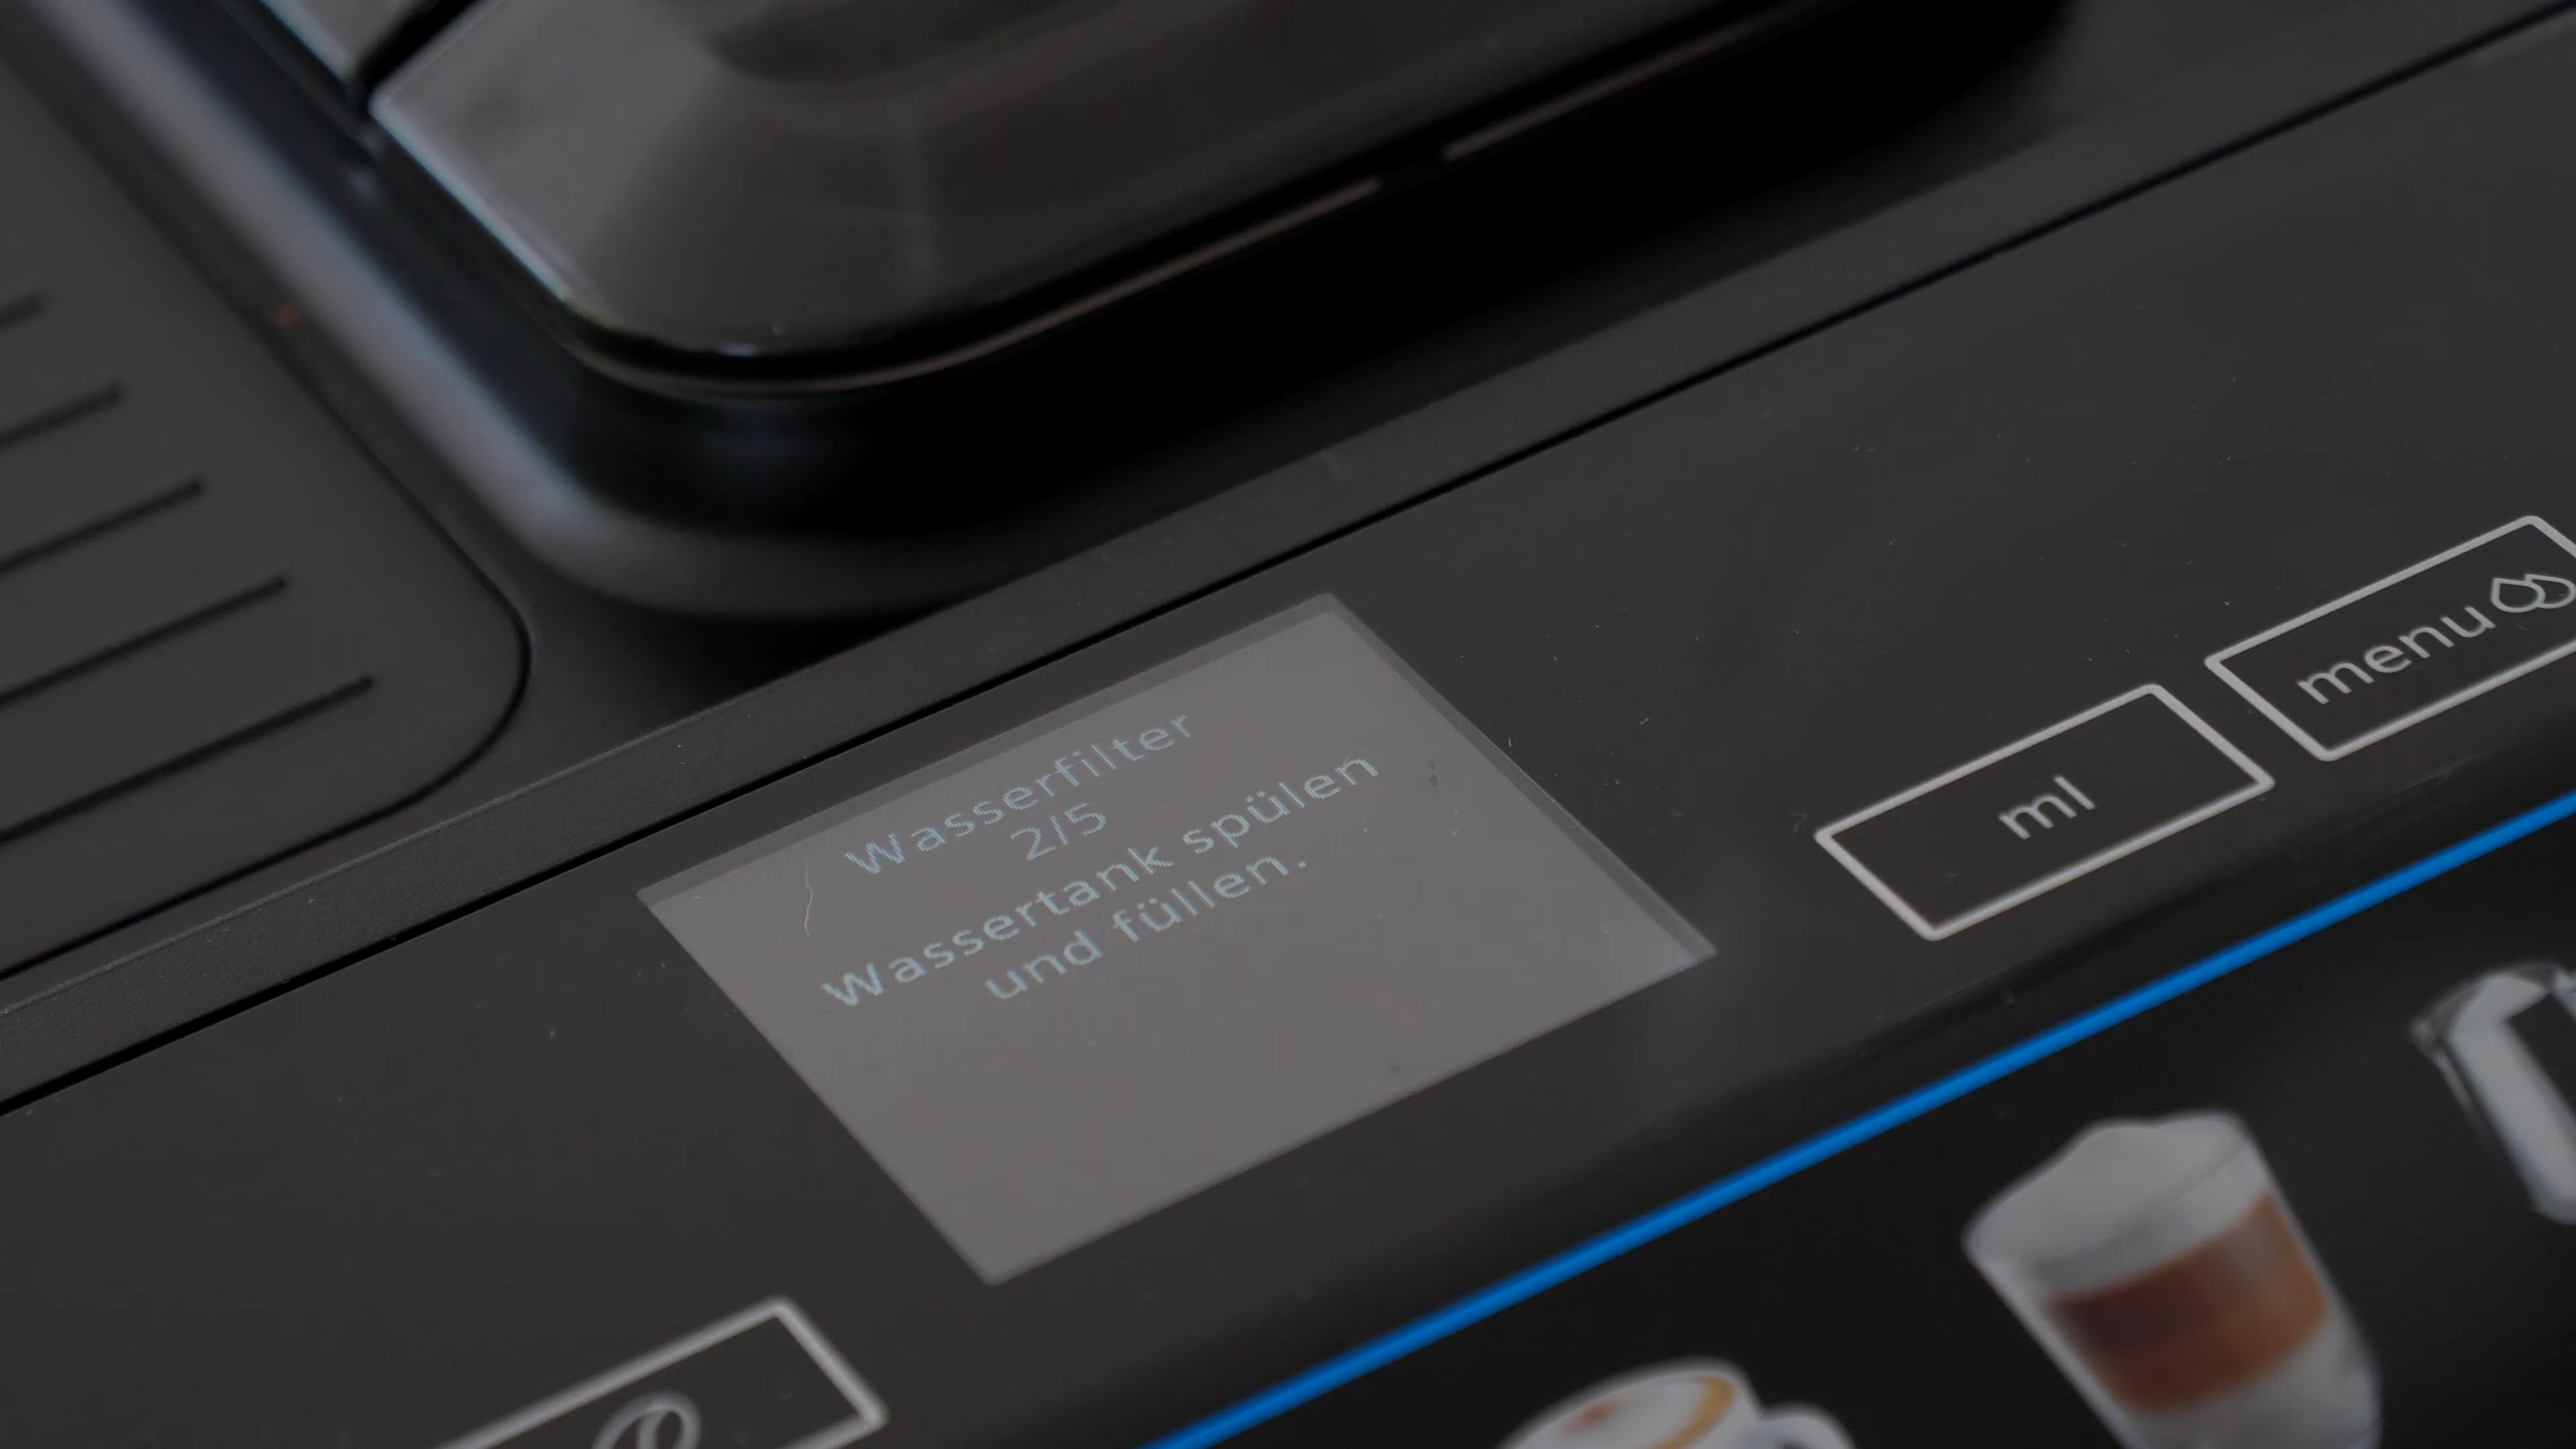 Wasserfilter
2/5
Wassertank spülen
und füllen.
ml
menu